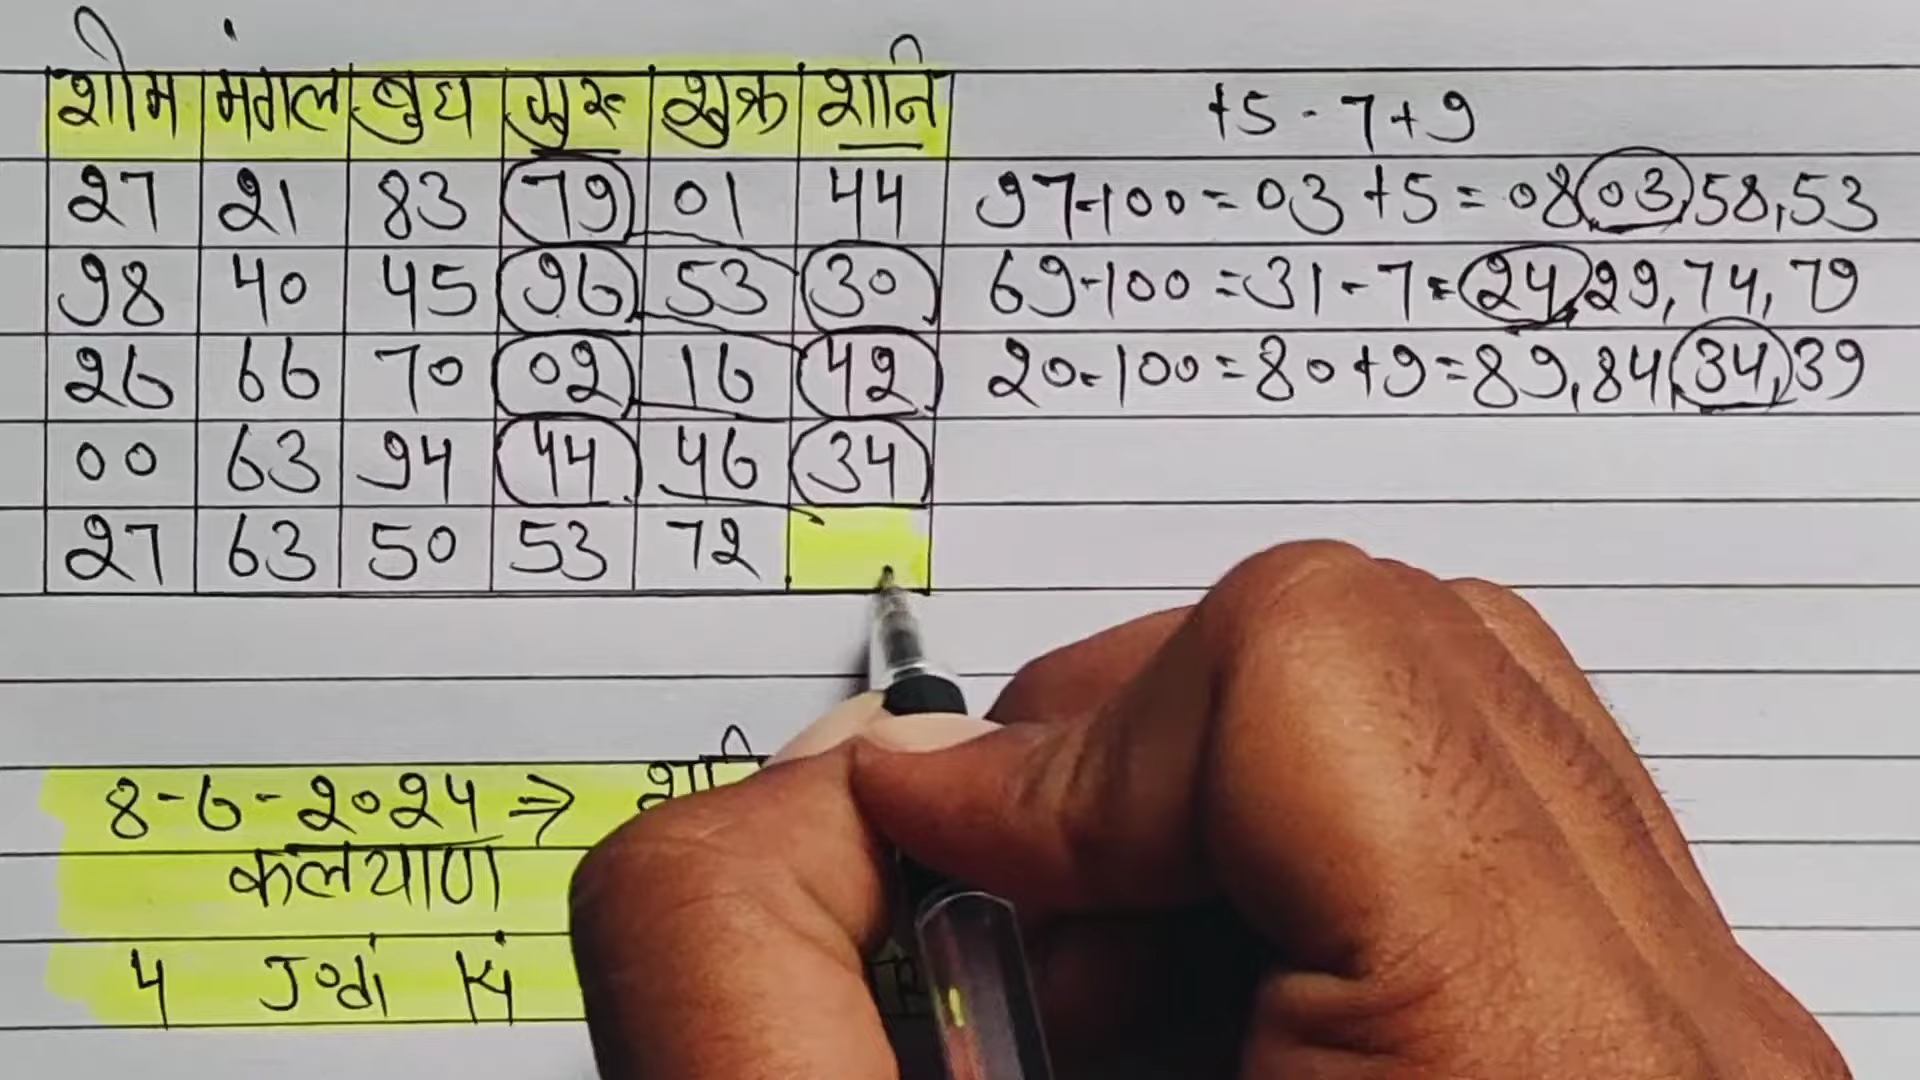 शोम मंगल बुध गुरु शुक्र शनि +5-7+9
27 21 83 79 01 44 97-100=03+5=08,03,58,53
98 40 45 96 53 30 69-100=31-7=24,29,74,79
26 66 70 02 16 42 20-100=80+9=89,84,34,39
00 63 94 44 46 34
27 63 50 53 72
8-6-2024 ⇒
कलयाण
4 Jodi Ki